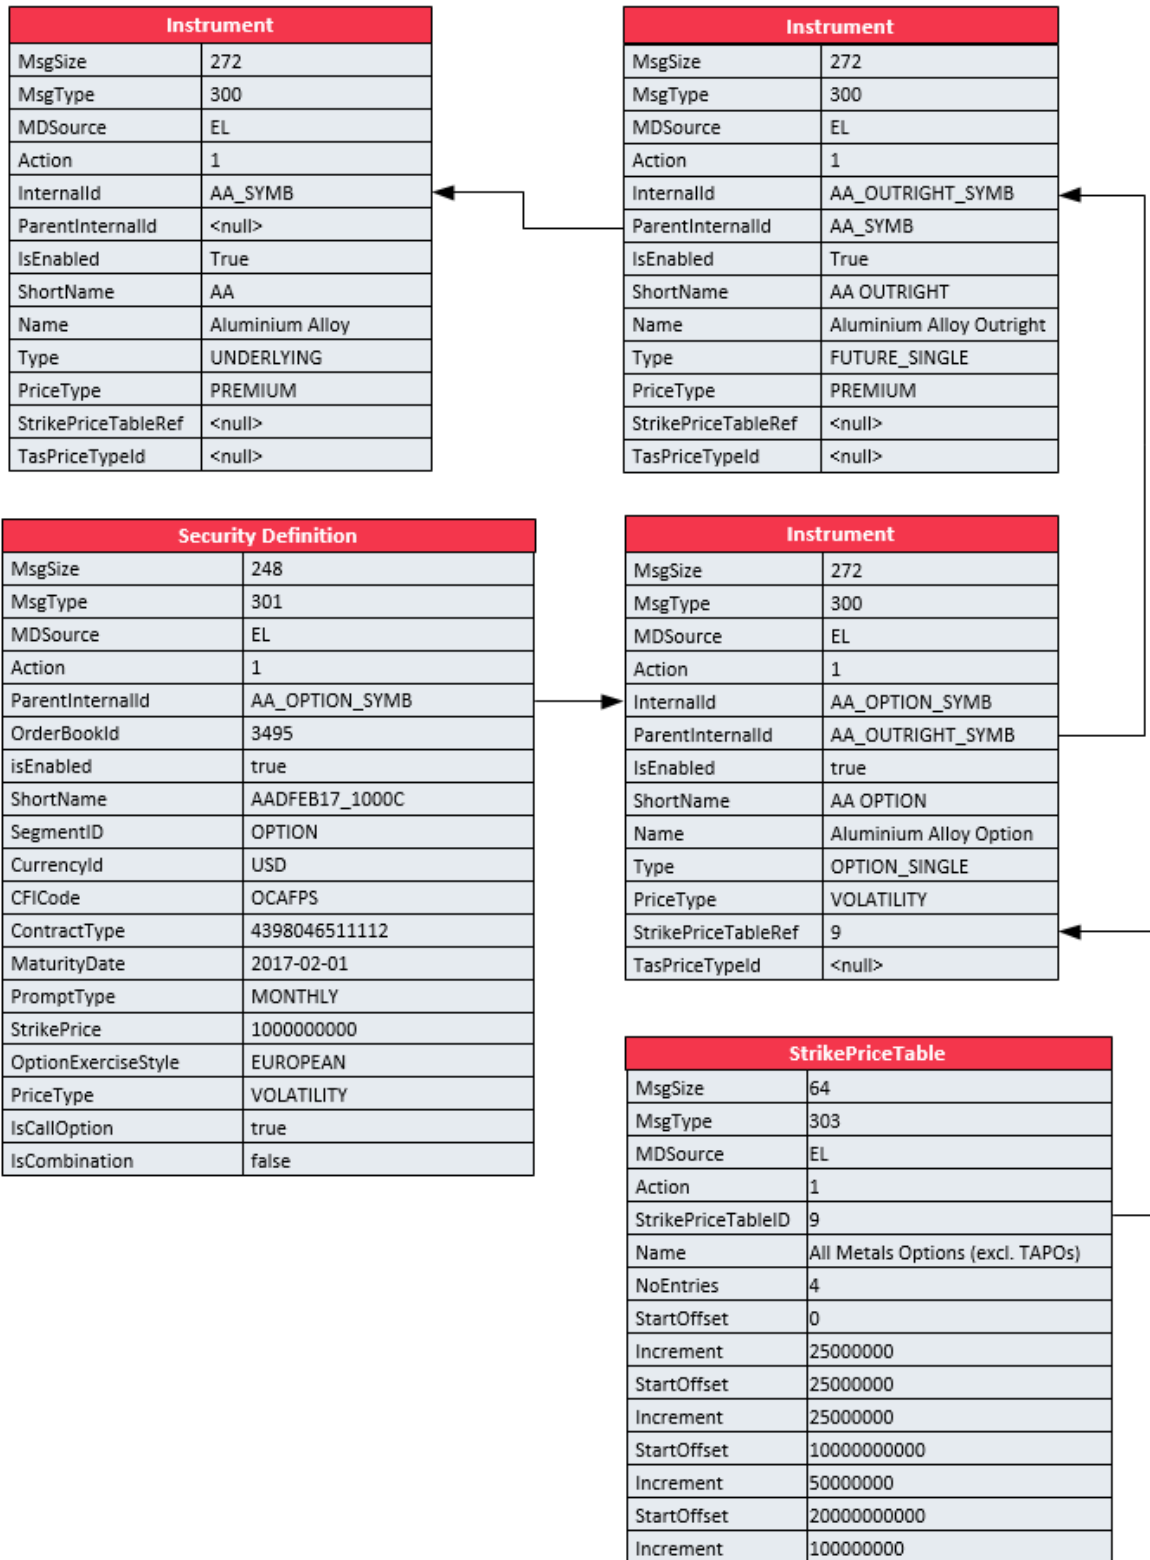 Instrument
MsgSize 272
MsgType 300
MDSource EL
Action 1
InternalId AA_SYMB
ParentInternalId <null>
IsEnabled True
ShortName AA
Name Aluminium Alloy
Type UNDERLYING
PriceType PREMIUM
StrikePriceTableRef <null>
TasPriceTypeId <null>
Instrument
MsgSize 272
MsgType 300
MDSource EL
Action 1
InternalId AA_OUTRIGHT_SYMB
ParentInternalId AA_SYMB
IsEnabled True
ShortName AA OUTRIGHT
Name Aluminium Alloy Outright
Type FUTURE_SINGLE
PriceType PREMIUM
StrikePriceTableRef <null>
TasPriceTypeId <null>
Security Definition
MsgSize 248
MsgType 301
MDSource EL
Action 1
ParentInternalId AA_OPTION_SYMB
OrderBookId 3495
isEnabled true
ShortName AADFEB17_1000C
SegmentID OPTION
CurrencyId USD
CFICode OCAFPS
ContractType 4398046511112
MaturityDate 2017-02-01
PromptType MONTHLY
StrikePrice 1000000000
OptionExerciseStyle EUROPEAN
PriceType VOLATILITY
IsCallOption true
IsCombination false
Instrument
MsgSize 272
MsgType 300
MDSource EL
Action 1
InternalId AA_OPTION_SYMB
ParentInternalId AA_OUTRIGHT_SYMB
IsEnabled true
ShortName AA OPTION
Name Aluminium Alloy Option
Type OPTION_SINGLE
PriceType VOLATILITY
StrikePriceTableRef 9
TasPriceTypeId <null>
StrikePriceTable
MsgSize 64
MsgType 303
MDSource EL
Action 1
StrikePriceTableID 9
Name All Metals Options (excl. TAPOs)
NoEntries 4
StartOffset 0
Increment 25000000
StartOffset 25000000
Increment 25000000
StartOffset 10000000000
Increment 50000000
StartOffset 20000000000
Increment 100000000